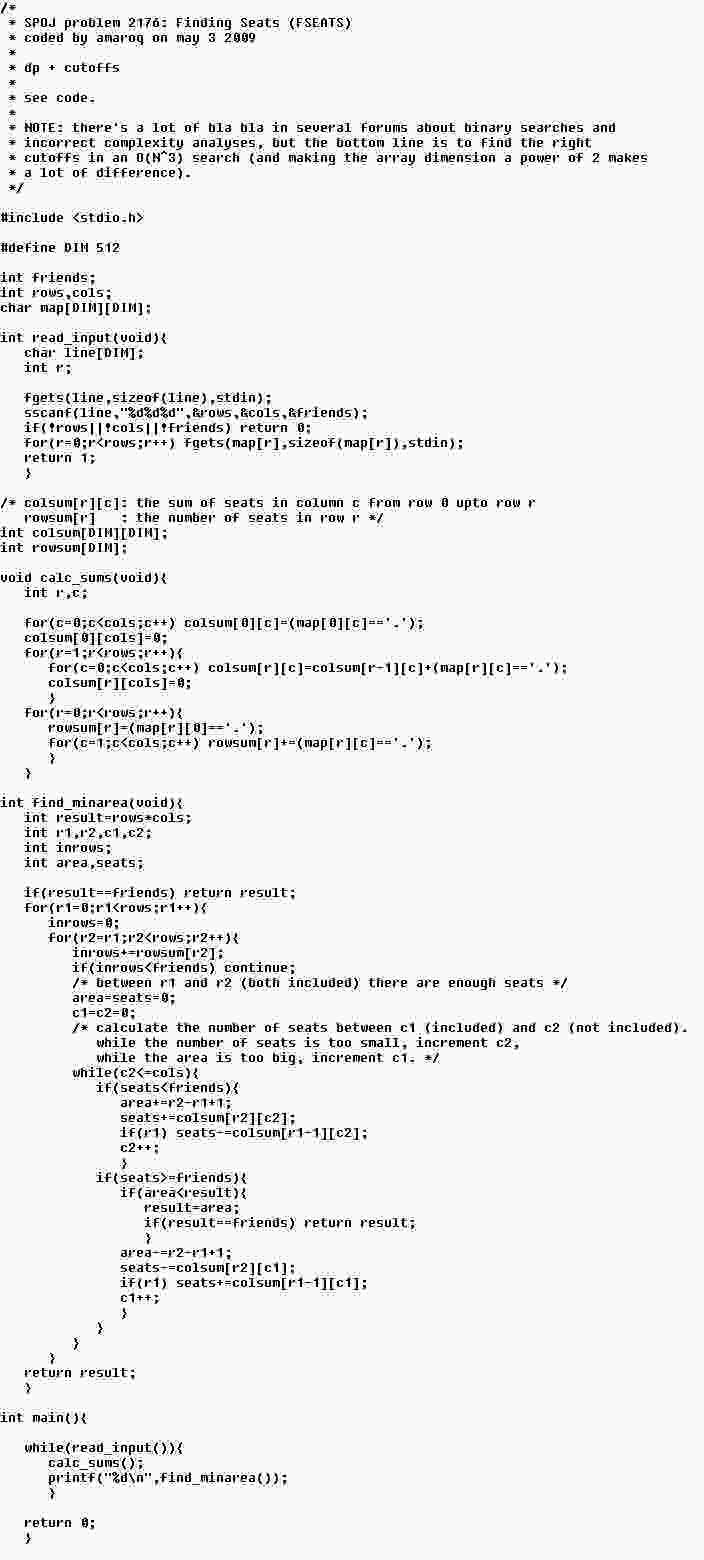 /*
 * SPOJ problem 2176: Finding Seats (FSEATS)
 * coded by amaroq on may 3 2009
 *
 * dp + cutoffs
 *
 * see code.
 *
 * NOTE: there's a lot of bla bla in several forums about binary searches and
 * incorrect complexity analyses, but the bottom line is to find the right
 * cutoffs in an O(N^3) search (and making the array dimension a power of 2 makes
 * a lot of difference).
 */

#include <stdio.h>

#define DIM 512

int friends;
int rows,cols;
char map[DIM][DIM];

int read_input(void){
   char line[DIM];
   int r;

   fgets(line,sizeof(line),stdin);
   sscanf(line,"%d%d%d",&rows,&cols,&friends);
   if(!rows||!cols||!friends) return 0;
   for(r=0;r<rows;r++) fgets(map[r],sizeof(map[r]),stdin);
   return 1;
   }

/* colsum[r][c]: the sum of seats in column c from row 0 upto row r
   rowsum[r]   : the number of seats in row r */
int colsum[DIM][DIM];
int rowsum[DIM];

void calc_sums(void){
   int r,c;

   for(c=0;c<cols;c++) colsum[0][c]=(map[0][c]=='.');
   colsum[0][cols]=0;
   for(r=1;r<rows;r++){
      for(c=0;c<cols;c++) colsum[r][c]=colsum[r-1][c]+(map[r][c]=='.');
      colsum[r][cols]=0;
      }
   for(r=0;r<rows;r++){
      rowsum[r]=(map[r][0]=='.');
      for(c=1;c<cols;c++) rowsum[r]+=(map[r][c]=='.');
      }
   }

int find_minarea(void){
   int result=rows*cols;
   int r1,r2,c1,c2;
   int inrows;
   int area,seats;

   if(result==friends) return result;
   for(r1=0;r1<rows;r1++){
      inrows=0;
      for(r2=r1;r2<rows;r2++){
         inrows+=rowsum[r2];
         if(inrows<friends) continue;
         /* between r1 and r2 (both included) there are enough seats */
         area=seats=0;
         c1=c2=0;
         /* calculate the number of seats between c1 (included) and c2 (not included).
            while the number of seats is too small, increment c2,
            while the area is too big, increment c1. */
         while(c2<=cols){
            if(seats<friends){
               area+=r2-r1+1;
               seats+=colsum[r2][c2];
               if(r1) seats-=colsum[r1-1][c2];
               c2++;
               }
            if(seats>=friends){
               if(area<result){
                  result=area;
                  if(result==friends) return result;
                  }
               area-=r2-r1+1;
               seats-=colsum[r2][c1];
               if(r1) seats+=colsum[r1-1][c1];
               c1++;
               }
            }
         }
      }
   return result;
   }

int main(){

   while(read_input()){
      calc_sums();
      printf("%d\n",find_minarea());
      }

   return 0;
   }